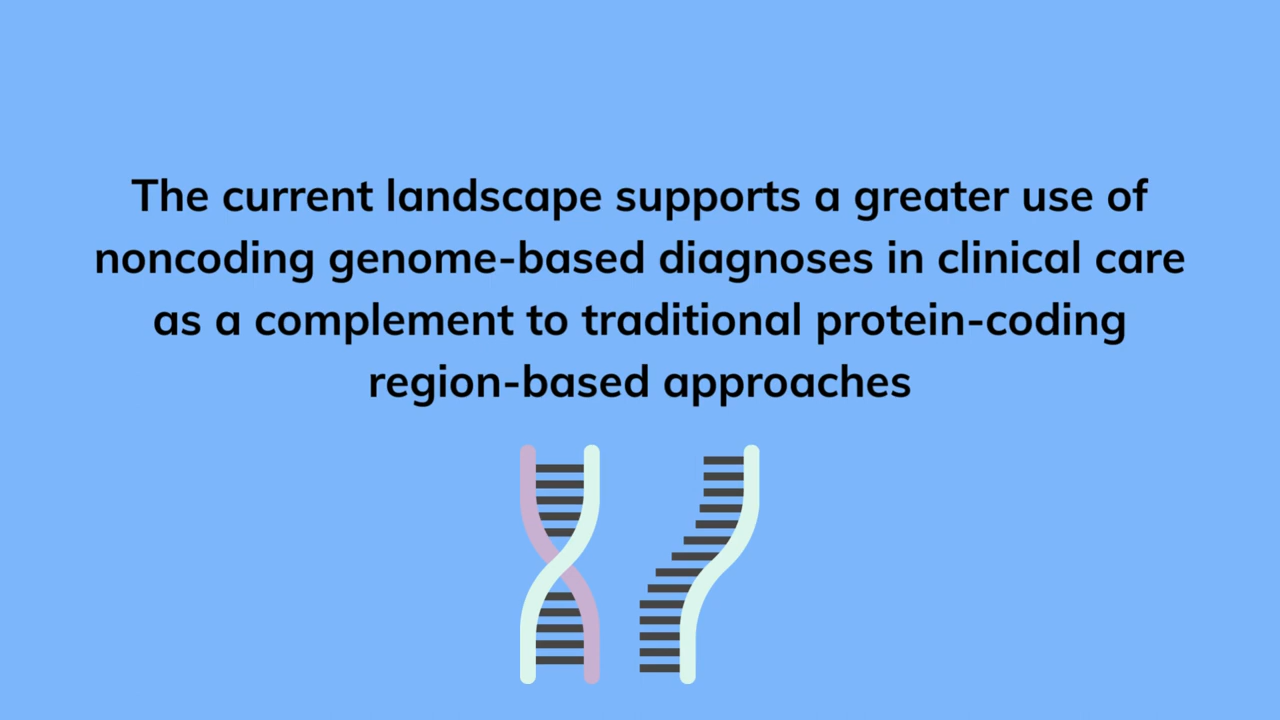 The current landscape supports a greater use of
noncoding genome-based diagnoses in clinical care
as a complement to traditional protein-coding
region-based approaches